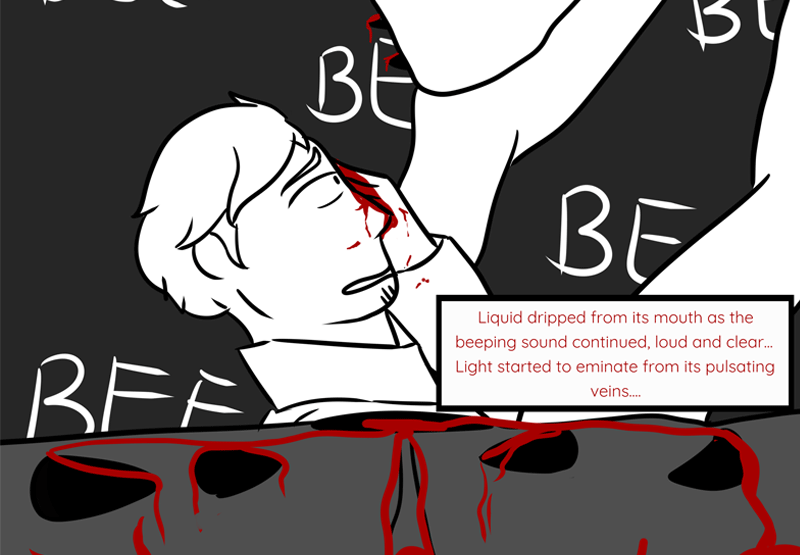 BE
BE
BEE
Liquid dripped from its mouth as the
beeping sound continued, loud and clear...
Light started to eminate from its pulsating
veins....
BEEE